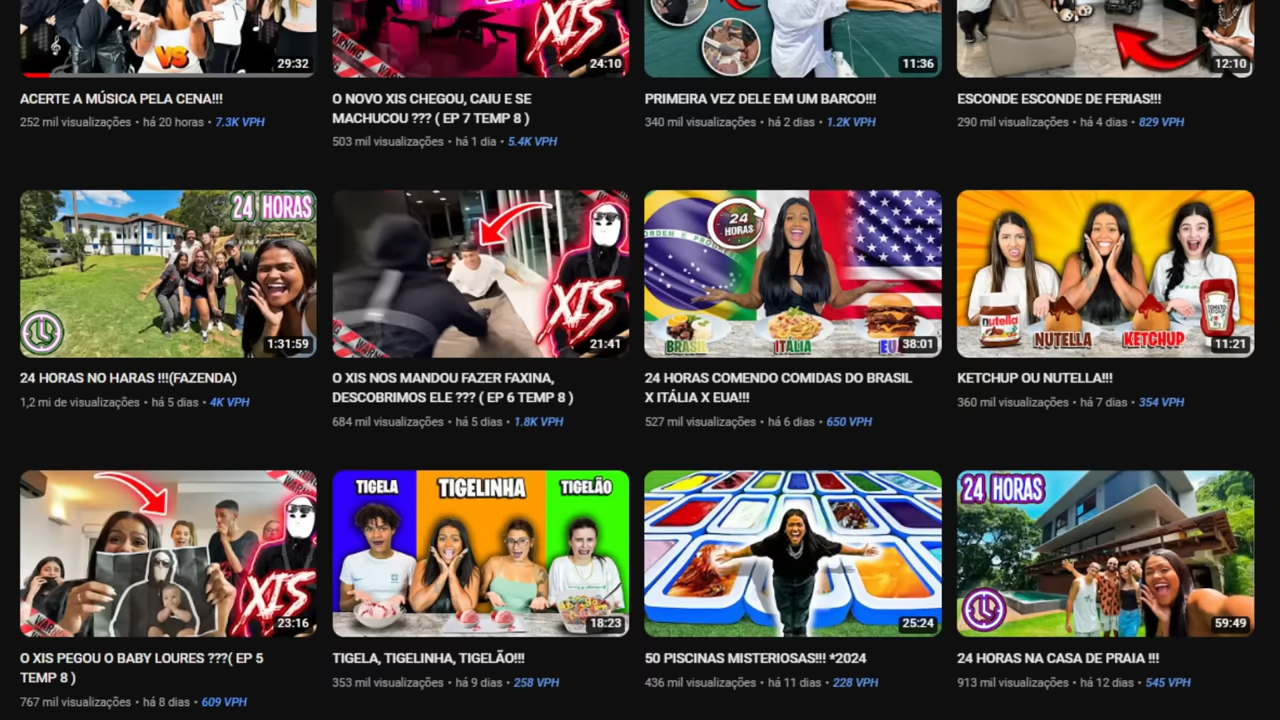 VS
29:32
WARNING
XIS
24:10
11:36
12:10
ACERTE A MÚSICA PELA CENA!!!
252 mil visualizações • há 20 horas • 7.3K VPH
O NOVO XIS CHEGOU, CAIU E SE
MACHUCOU ??? ( EP 7 TEMP 8 )
503 mil visualizações • há 1 dia • 5.4K VPH
PRIMEIRA VEZ DELE EM UM BARCO!!!
340 mil visualizações • há 2 dias • 1.2K VPH
ESCONDE ESCONDE DE FERIAS!!!
290 mil visualizações • há 4 dias • 829 VPH
24 HORAS
1:31:59
XIS
21:41
ORDEM E
24
HORAS
BRASIL
ITÁLIA
EU
38:01
nutella
NUTELLA
KETCHUP
TOMATO
KETCHUP
11:21
24 HORAS NO HARAS !!!(FAZENDA)
1,2 mi de visualizações • há 5 dias • 4K VPH
O XIS NOS MANDOU FAZER FAXINA,
DESCOBRIMOS ELE ??? ( EP 6 TEMP 8 )
684 mil visualizações • há 5 dias • 1.8K VPH
24 HORAS COMENDO COMIDAS DO BRASIL
X ITÁLIA X EUA!!!
527 mil visualizações • há 6 dias • 650 VPH
KETCHUP OU NUTELLA!!!
360 mil visualizações • há 7 dias • 354 VPH
XIS
23:16
TIGELA
TIGELINHA
TIGELÃO
18:23
25:24
24 HORAS
59:49
O XIS PEGOU O BABY LOURES ???( EP 5
TEMP 8 )
767 mil visualizações • há 8 dias • 609 VPH
TIGELA, TIGELINHA, TIGELÃO!!!
353 mil visualizações • há 9 dias • 258 VPH
50 PISCINAS MISTERIOSAS!!! *2024
436 mil visualizações • há 11 dias • 228 VPH
24 HORAS NA CASA DE PRAIA !!!
913 mil visualizações • há 12 dias • 545 VPH